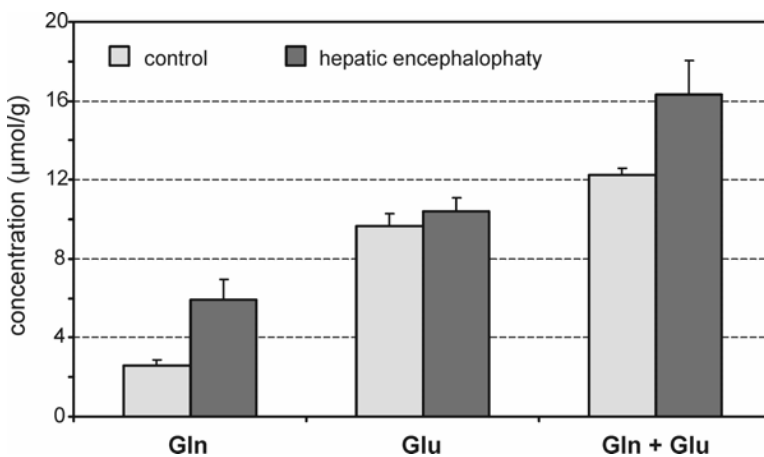 20
control hepatic encephalophaty
16
12
8
4
0
concentration (µmol/g)
Gln Glu Gln + Glu